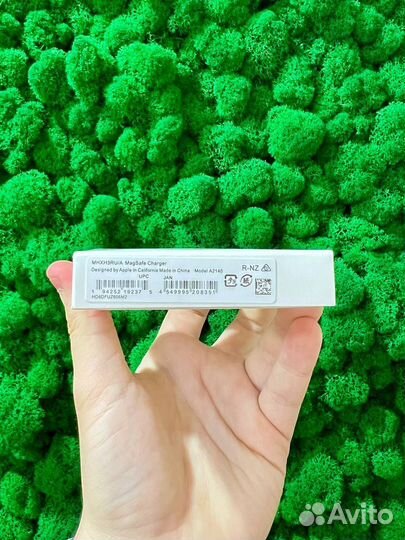 MHXH3RU/A MagSafe Charger
Designed by Apple in California Made in China Model A2140
UPC JAN
R-NZ
1 94252 19237 5 4 549995 208351
HD6DFUZ606M2
Avito